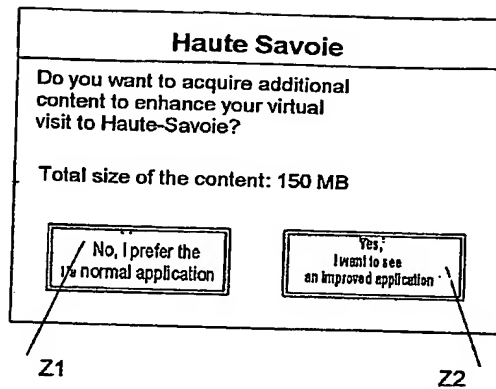 Haute Savoie
Do you want to acquire additional
content to enhance your virtual
visit to Haute-Savoie?
Total size of the content: 150 MB
No, I prefer the
normal application
Yes,
I want to see
an improved application
Z1
Z2